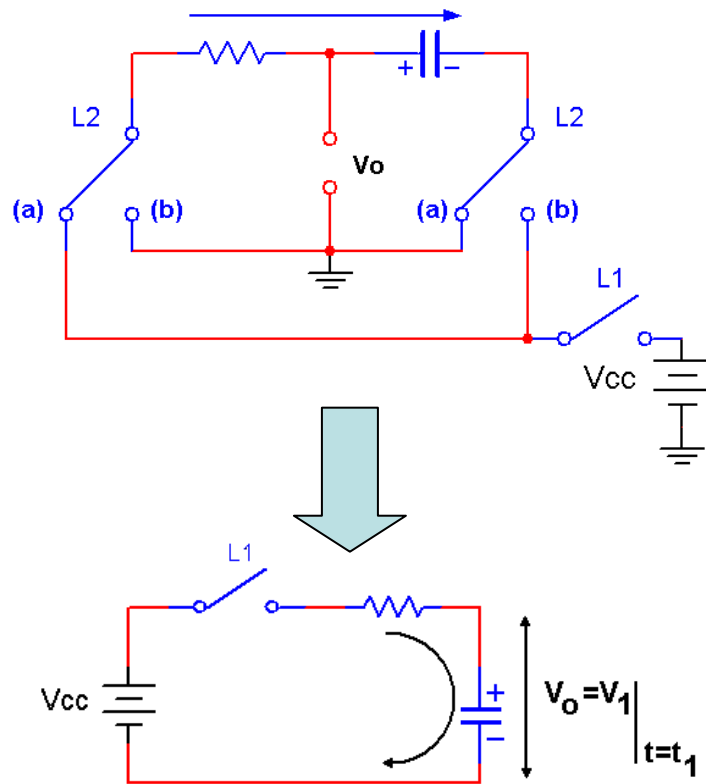 L2
L2
+ −
Vo
(a) (b) (a) (b)
L1
Vcc
L1
Vcc
+
−
Vo =V1
t=t1